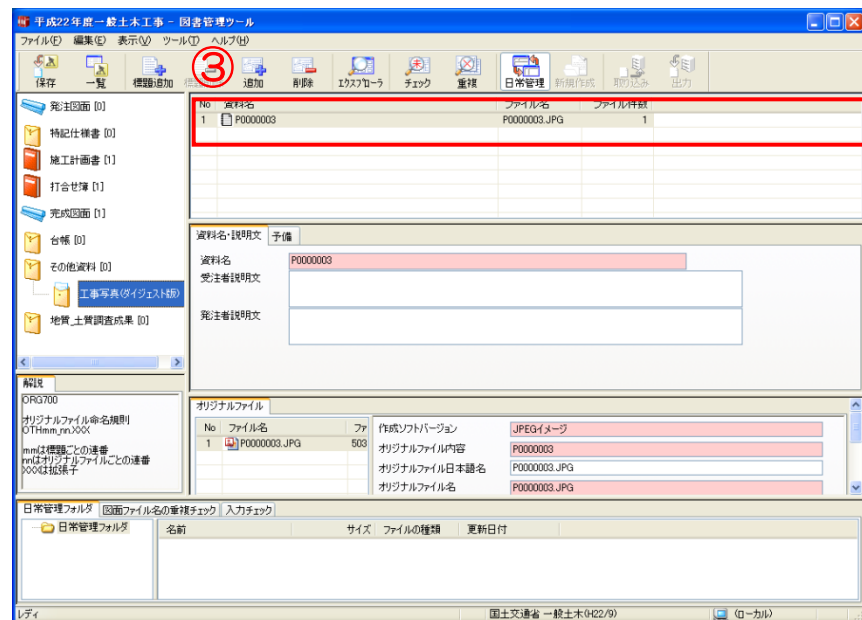 平成22年度一般土木工事 - 図書管理ツール
ファイル(F) 編集(E) 表示(V) ツール(T) ヘルプ(H)
保存 一覧 標題追加 ③ 追加 削除 エクスプローラ チェック 重複 日常管理 新規作成 取り込み 出力
発注図面 [0]
特記仕様書 [0]
施工計画書 [1]
打合せ簿 [1]
完成図面 [1]
台帳 [0]
その他資料 [0]
工事写真(ダイジェスト版)
地質_土質調査成果 [0]
No 資料名 ファイル名 ファイル件数
1 P0000003 P0000003.JPG 1
資料名・説明文 予備
資料名 P0000003
受注者説明文
発注者説明文
解説
ORG700
オリジナルファイル命名規則
OTHmm_nn.XXX
mmは標題ごとの連番
nnはオリジナルファイルごとの連番
XXXは拡張子
オリジナルファイル
No ファイル名 ファ
1 P0000003.JPG 503
作成ソフトバージョン JPEGイメージ
オリジナルファイル内容 P0000003
オリジナルファイル日本語名 P0000003.JPG
オリジナルファイル名 P0000003.JPG
日常管理フォルダ 図面ファイル名の重複チェック 入力チェック
日常管理フォルダ
名前 サイズ ファイルの種類 更新日付
レディ 国土交通省 一般土木(H22/9) (ローカル)